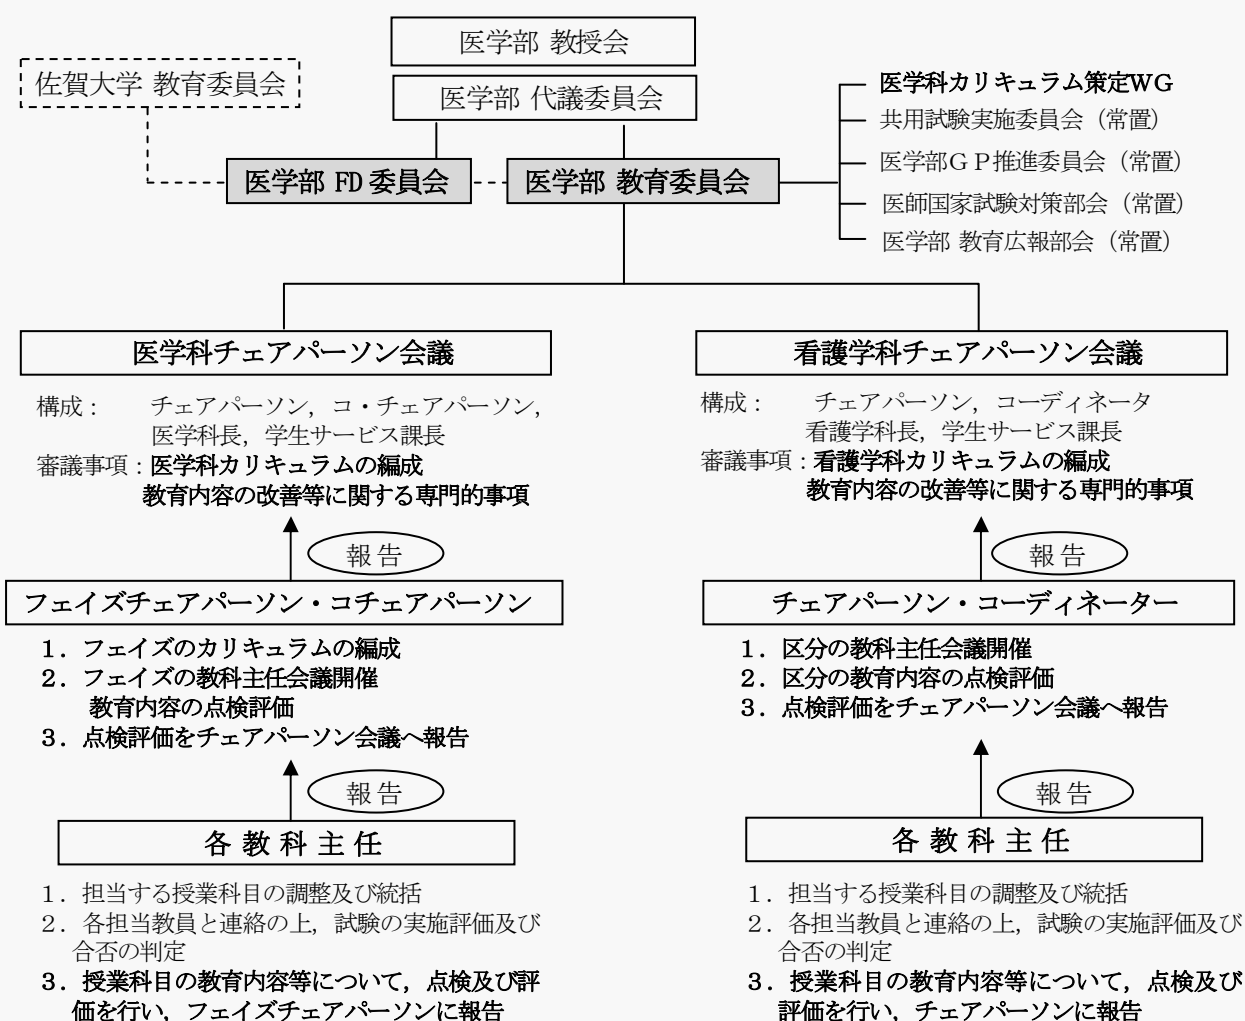 医学部 教授会
佐賀大学 教育委員会
医学部 代議委員会
医学部 FD 委員会
医学部 教育委員会
医学科カリキュラム策定WG
共用試験実施委員会（常置）
医学部ＧＰ推進委員会（常置）
医師国家試験対策部会（常置）
医学部 教育広報部会（常置）
医学科チェアパーソン会議
構成： チェアパーソン，コ・チェアパーソン，
医学科長，学生サービス課長
審議事項：医学科カリキュラムの編成
教育内容の改善等に関する専門的事項
報告
フェイズチェアパーソン・コチェアパーソン
１．フェイズのカリキュラムの編成
２．フェイズの教科主任会議開催
教育内容の点検評価
３．点検評価をチェアパーソン会議へ報告
報告
各教科主任
１．担当する授業科目の調整及び統括
２．各担当教員と連絡の上，試験の実施評価及び
合否の判定
３．授業科目の教育内容等について，点検及び評
価を行い，フェイズチェアパーソンに報告
看護学科チェアパーソン会議
構成： チェアパーソン，コーディネータ
看護学科長，学生サービス課長
審議事項：看護学科カリキュラムの編成
教育内容の改善等に関する専門的事項
報告
チェアパーソン・コーディネーター
１．区分の教科主任会議開催
２．区分の教育内容の点検評価
３．点検評価をチェアパーソン会議へ報告
報告
各教科主任
１．担当する授業科目の調整及び統括
２．各担当教員と連絡の上，試験の実施評価及び
合否の判定
３．授業科目の教育内容等について，点検及び
評価を行い，チェアパーソンに報告